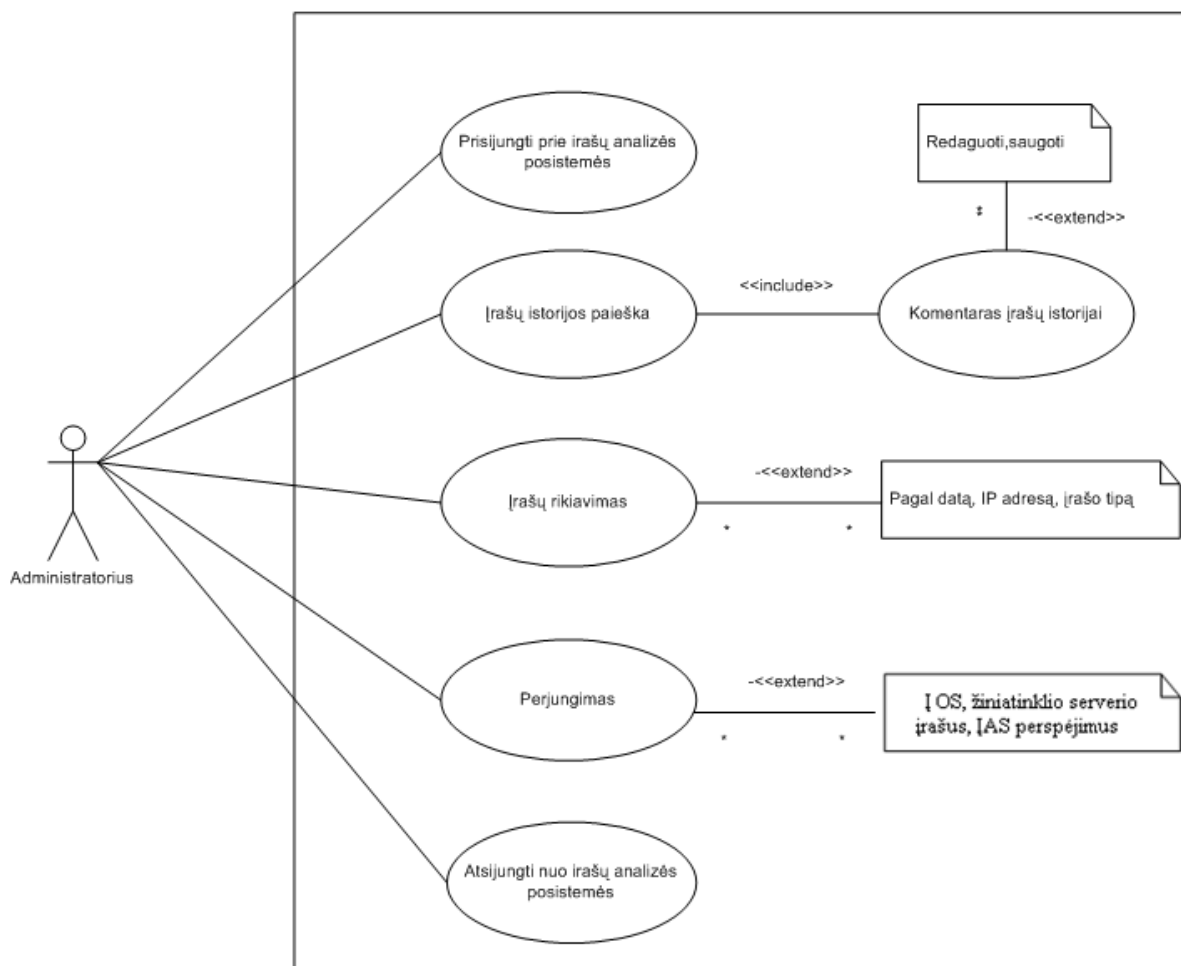 Prisijungti prie irašų analizės
posistemės
Redaguoti,saugoti
*
-<<extend>>
Įrašų istorijos paieška
<<include>>
Komentaras įrašų istorijai
Administratorius
Įrašų rikiavimas
-<<extend>>
*
*
Pagal datą, IP adresą, įrašo tipą
Perjungimas
-<<extend>>
*
*
Į OS, žiniatinklio serverio
įrašus, ĮAS perspėjimus
Atsijungti nuo irašų analizės
posistemės